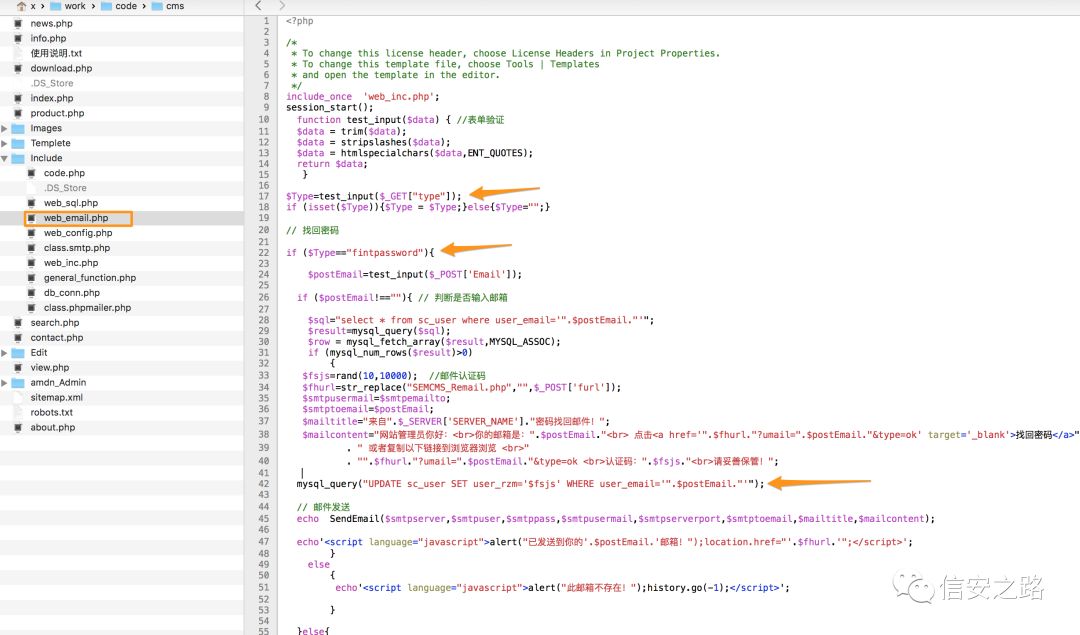 x › work › code › cms
news.php
info.php
使用说明.txt
download.php
.DS_Store
index.php
product.php
Images
Templete
Include
code.php
.DS_Store
web_sql.php
web_email.php
web_config.php
class.smtp.php
web_inc.php
general_function.php
db_conn.php
class.phpmailer.php
search.php
contact.php
Edit
view.php
amdn_Admin
sitemap.xml
robots.txt
about.php
1 <?php
2
3 /*
4 * To change this license header, choose License Headers in Project Properties.
5 * To change this template file, choose Tools | Templates
6 * and open the template in the editor.
7 */
8 include_once 'web_inc.php';
9 session_start();
10 function test_input($data) { //表单验证
11 $data = trim($data);
12 $data = stripslashes($data);
13 $data = htmlspecialchars($data,ENT_QUOTES);
14 return $data;
15 }
16
17 $Type=test_input($_GET["type"]);
18 if (isset($Type)){$Type = $Type;}else{$Type="";}
19
20 // 找回密码
21
22 if ($Type=="fintpassword"){
23
24 $postEmail=test_input($_POST['Email']);
25
26 if ($postEmail!==""){ // 判断是否输入邮箱
27
28 $sql="select * from sc_user where user_email='".$postEmail."'";
29 $result=mysql_query($sql);
30 $row = mysql_fetch_array($result,MYSQL_ASSOC);
31 if (mysql_num_rows($result)>0)
32 {
33 $fsjs=rand(10,10000); //邮件认证码
34 $fhurl=str_replace("SEMCMS_Remail.php","",$_POST['furl']);
35 $smtpusermail=$smtpemailto;
36 $smtptoemail=$postEmail;
37 $mailtitle="来自".$_SERVER['SERVER_NAME']."密码找回邮件！";
38 $mailcontent="网站管理员你好：<br>你的邮箱是：".$postEmail."<br> 点击<a href='".$fhurl."?umail=".$postEmail."&type=ok' target='_blank'>找回密码</a>"
39 . " 或者复制以下链接到浏览器浏览 <br>"
40 . "".$fhurl."?umail=".$postEmail."&type=ok <br>认证码：".$fsjs."<br>请妥善保管！";
41
42 mysql_query("UPDATE sc_user SET user_rzm='$fsjs' WHERE user_email='".$postEmail."'");
43
44 // 邮件发送
45 echo SendEmail($smtpserver,$smtpuser,$smtppass,$smtpusermail,$smtpserverport,$smtptoemail,$mailtitle,$mailcontent);
46
47 echo'<script language="javascript">alert("已发送到你的'.$postEmail.'邮箱！");location.href="'.$fhurl.'";</script>';
48 }
49 else
50 {
51 echo'<script language="javascript">alert("此邮箱不存在！");history.go(-1);</script>';
52
53 }
54
55 }else{
信安之路